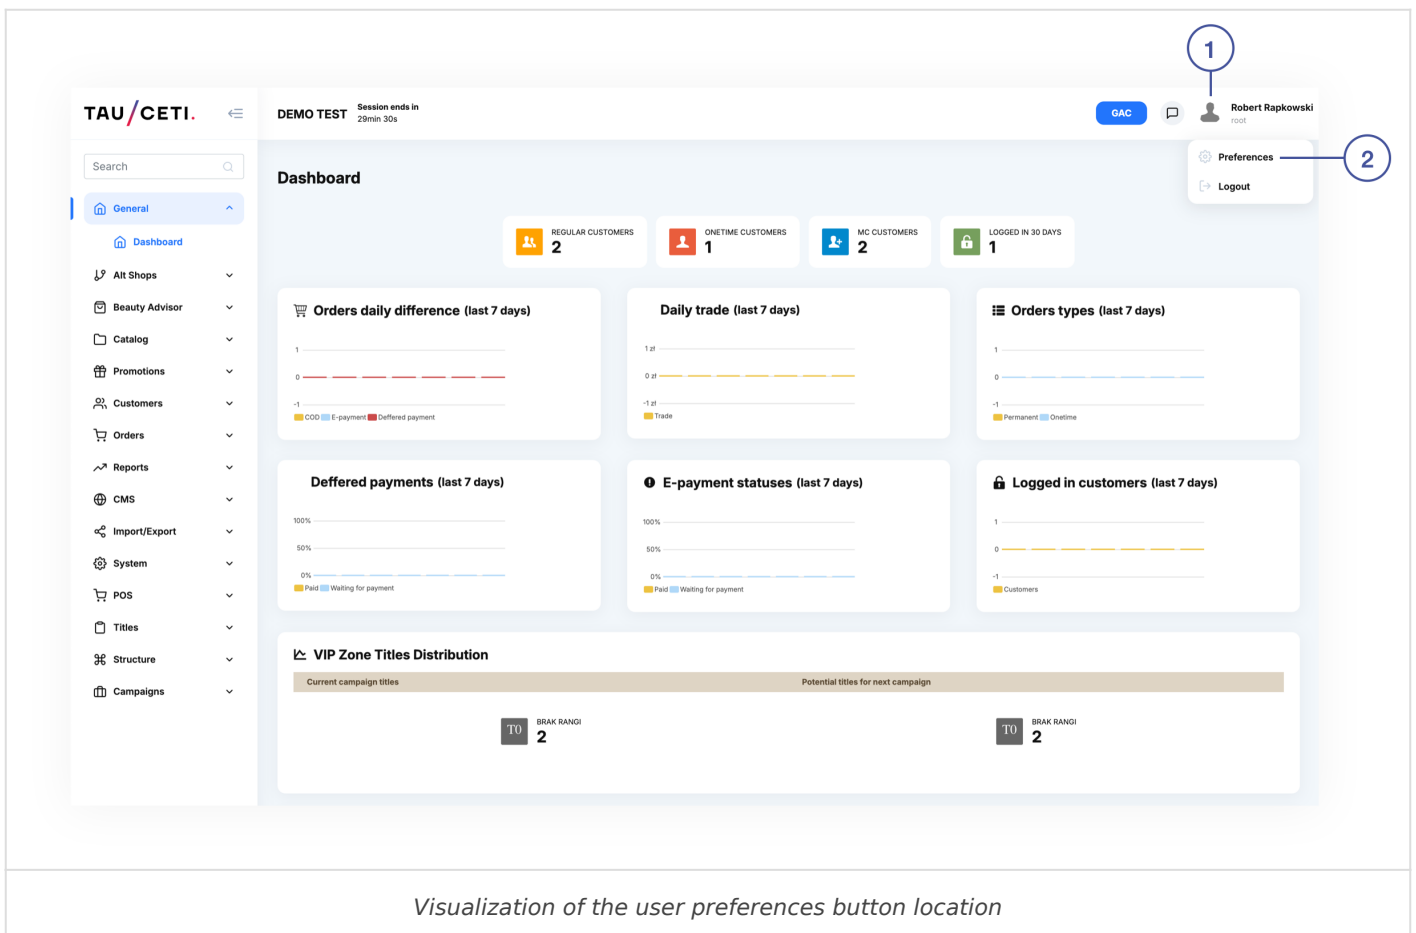 1
TAU/CETI.
DEMO TEST
Session ends in
29min 30s
GAC
Robert Rapkowski
root
Search
Preferences
2
Logout
Dashboard
General
Dashboard
Alt Shops
Beauty Advisor
Catalog
Promotions
Customers
Orders
Reports
CMS
Import/Export
System
POS
Titles
Structure
Campaigns
REGULAR CUSTOMERS
2
ONETIME CUSTOMERS
1
MC CUSTOMERS
2
LOGGED IN 30 DAYS
1
Orders daily difference (last 7 days)
1
0
-1
COD E-payment Deffered payment
Daily trade (last 7 days)
1 zł
0 zł
-1 zł
Trade
Orders types (last 7 days)
1
0
-1
Permanent Onetime
Deffered payments (last 7 days)
100%
50%
0%
Paid Waiting for payment
E-payment statuses (last 7 days)
100%
50%
0%
Paid Waiting for payment
Logged in customers (last 7 days)
1
0
-1
Customers
VIP Zone Titles Distribution
Current campaign titles
Potential titles for next campaign
T0
BRAK RANGI
2
T0
BRAK RANGI
2
Visualization of the user preferences button location